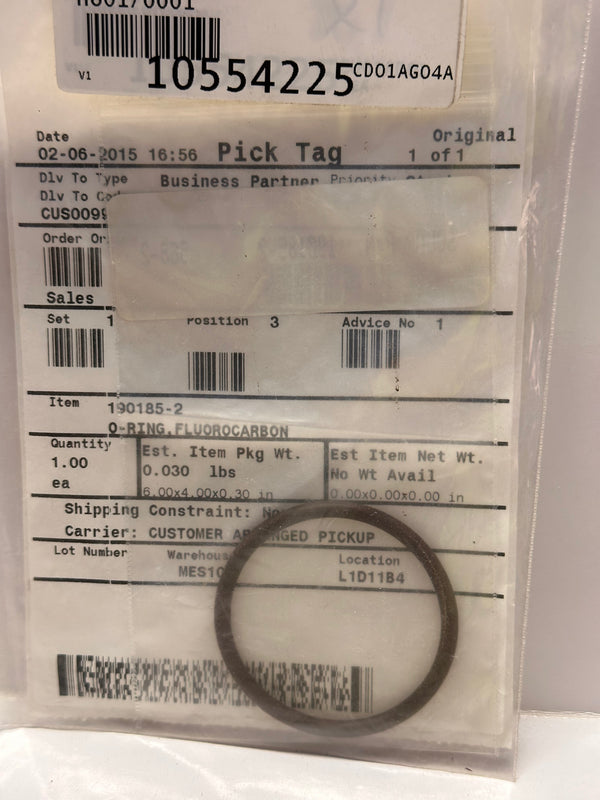 V1 10554225 CD01AG04A
Date Original
02-06-2015 16:56 Pick Tag 1 of 1
Dlv To Type Business Partner Priority
Dlv To
Order
Sales
Set 1 Position 3 Advice No 1
Item 190185-2
O-RING,FLUOROCARBON
Quantity Est. Item Pkg Wt. Est Item Net Wt.
1.00 0.030 lbs No Wt Avail
ea 6.00x4.00x0.30 in 0.00x0.00x0.00 in
Shipping Constraint:
Carrier: CUSTOMER PICKUP
Lot Number Location
L1D11B4